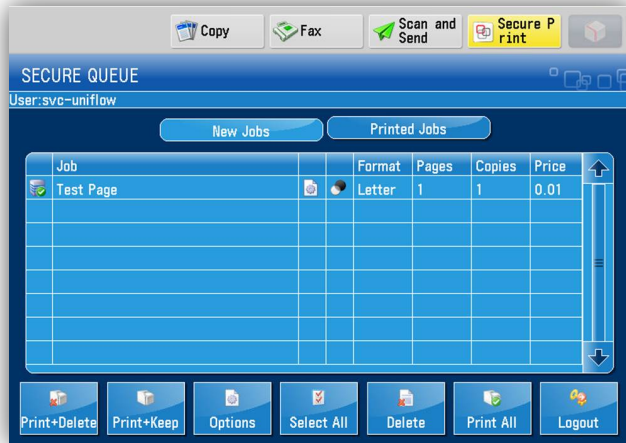 Copy
Fax
Scan and
Send
Secure P
rint
SECURE QUEUE
User:svc-uniflow
New Jobs
Printed Jobs
Job Format Pages Copies Price
Test Page Letter 1 1 0.01
Print+Delete
Print+Keep
Options
Select All
Delete
Print All
Logout